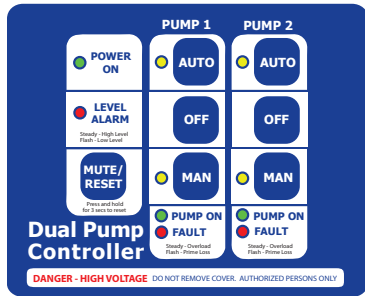 PUMP 1
PUMP 2
POWER
ON
AUTO
AUTO
LEVEL
ALARM
Steady - High Level
Flash - Low Level
OFF
OFF
MUTE/
RESET
Press and hold
for 3 secs to reset
MAN
MAN
PUMP ON
FAULT
Steady - Overload
Flash - Prime Loss
PUMP ON
FAULT
Steady - Overload
Flash - Prime Loss
Dual Pump
Controller
DANGER - HIGH VOLTAGE DO NOT REMOVE COVER. AUTHORIZED PERSONS ONLY